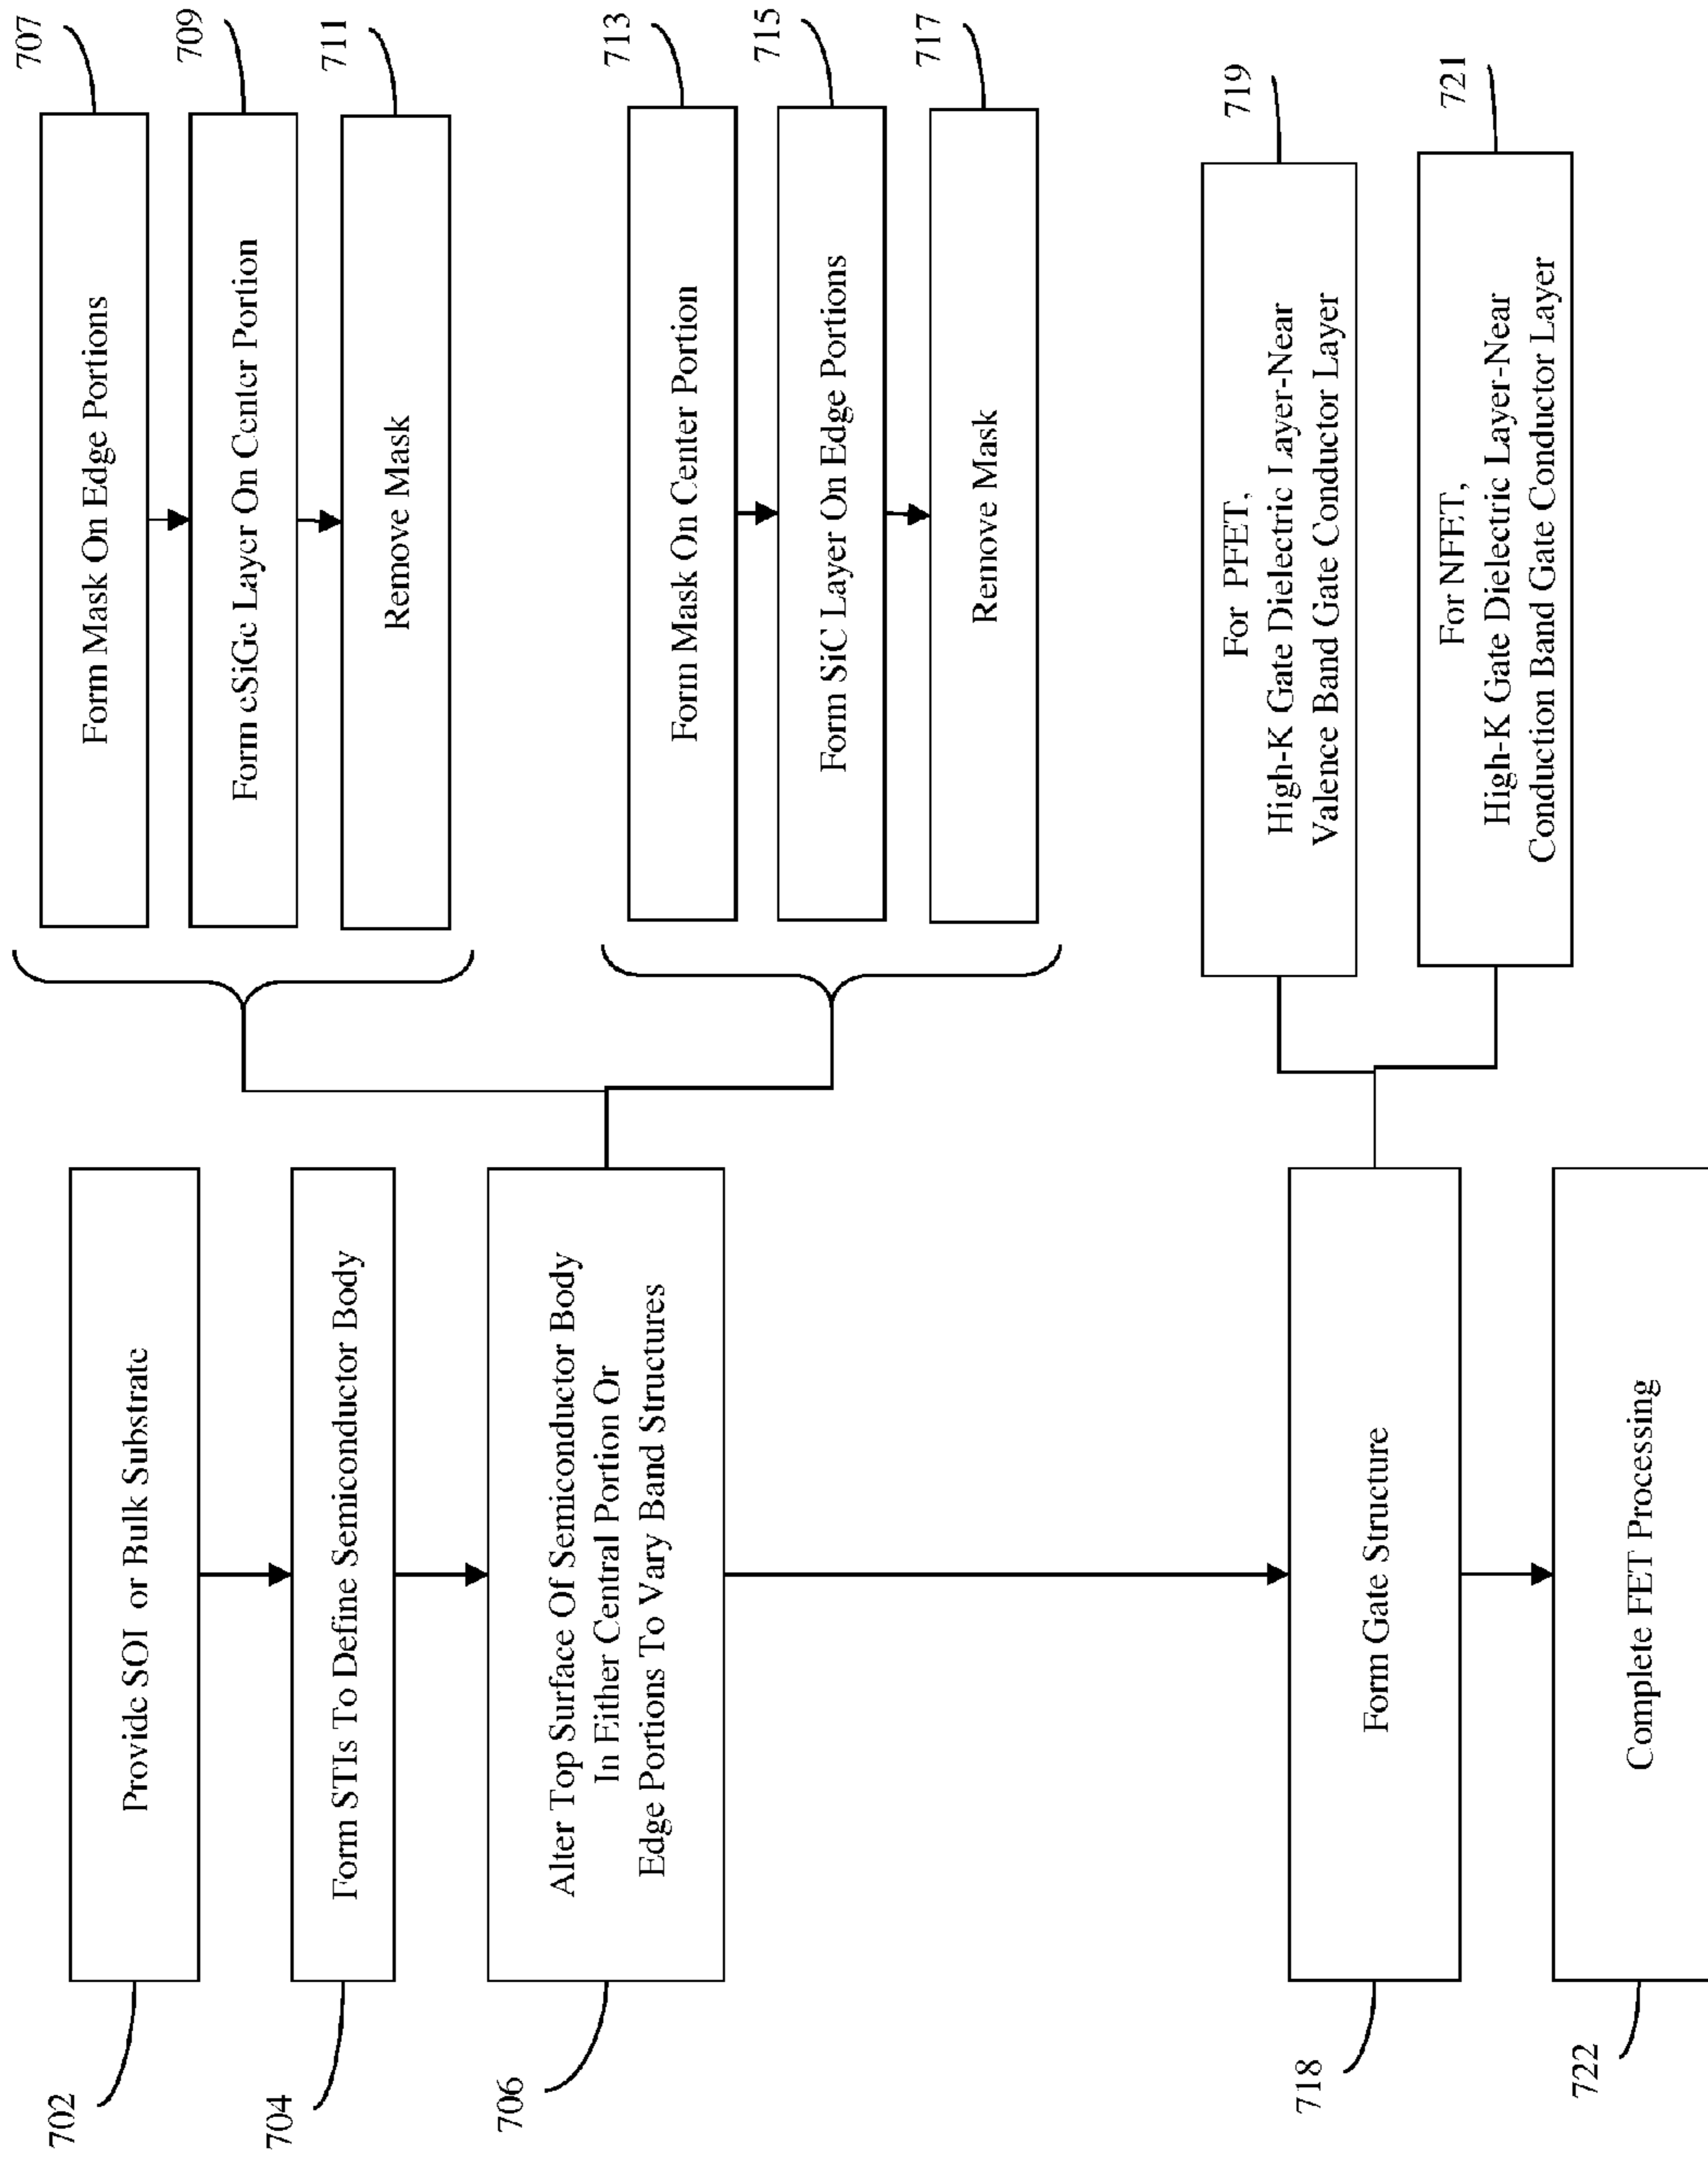 702
Provide SOI or Bulk Substrate
704
Form STIs To Define Semiconductor Body
706
Alter Top Surface Of Semiconductor Body
In Either Central Portion Or
Edge Portions To Vary Band Structures
Form Mask On Edge Portions
707
Form eSiGe Layer On Center Portion
709
Remove Mask
711
Form Mask On Center Portion
713
Form SiC Layer On Edge Portions
715
Remove Mask
717
718
Form Gate Structure
For PFET,
High-K Gate Dielectric Layer-Near
Valence Band Gate Conductor Layer
719
For NFET,
High-K Gate Dielectric Layer-Near
Conduction Band Gate Conductor Layer
721
722
Complete FET Processing